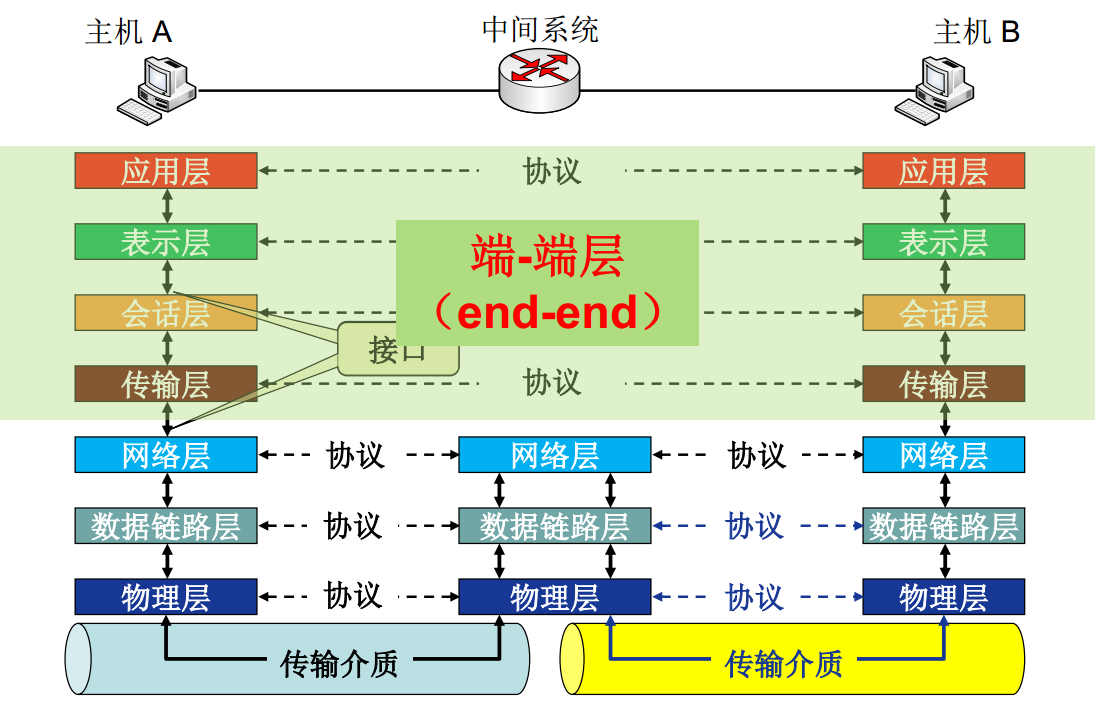 主机 A
中间系统
主机 B
应用层
协议
应用层
表示层
表示层
端-端层
（end-end）
会话层
会话层
接口
传输层
协议
传输层
网络层
协议
网络层
协议
网络层
数据链路层
协议
数据链路层
协议
数据链路层
物理层
协议
物理层
协议
物理层
传输介质
传输介质